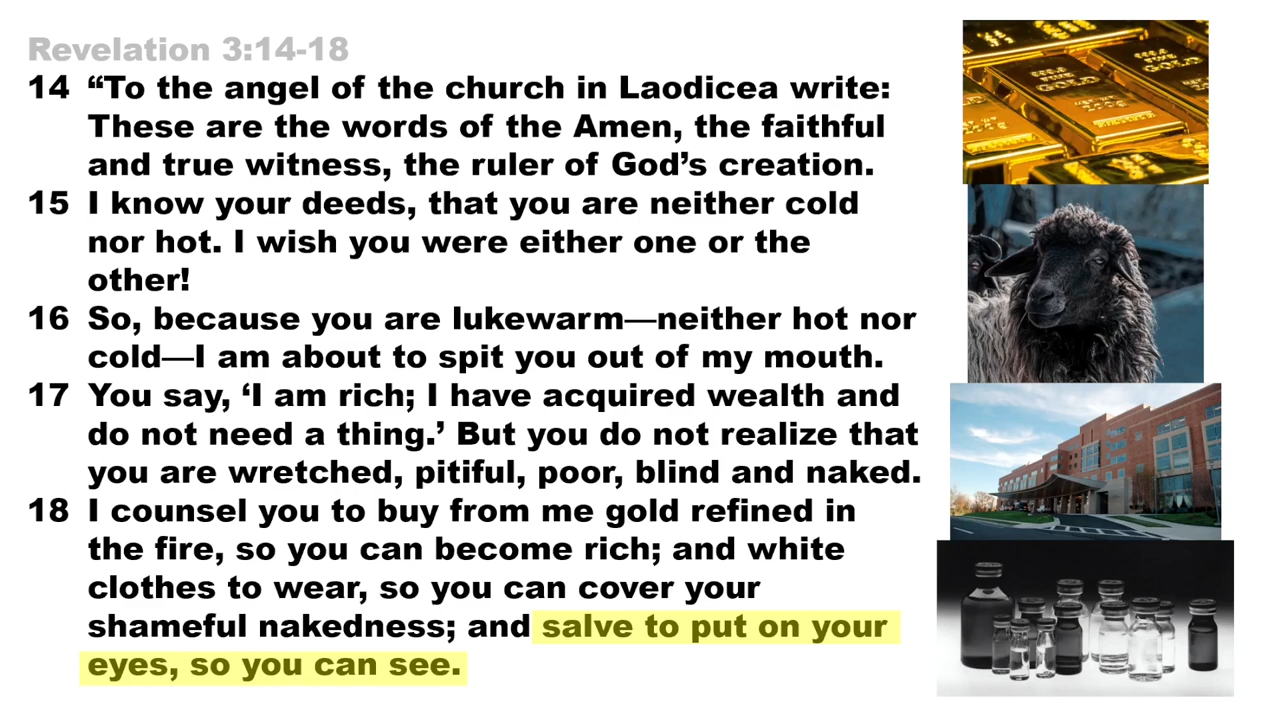 Revelation 3:14-18
14 “To the angel of the church in Laodicea write:
These are the words of the Amen, the faithful
and true witness, the ruler of God’s creation.
15 I know your deeds, that you are neither cold
nor hot. I wish you were either one or the
other!
16 So, because you are lukewarm—neither hot nor
cold—I am about to spit you out of my mouth.
17 You say, ‘I am rich; I have acquired wealth and
do not need a thing.’ But you do not realize that
you are wretched, pitiful, poor, blind and naked.
18 I counsel you to buy from me gold refined in
the fire, so you can become rich; and white
clothes to wear, so you can cover your
shameful nakedness; and salve to put on your
eyes, so you can see.
FINE
GOLD